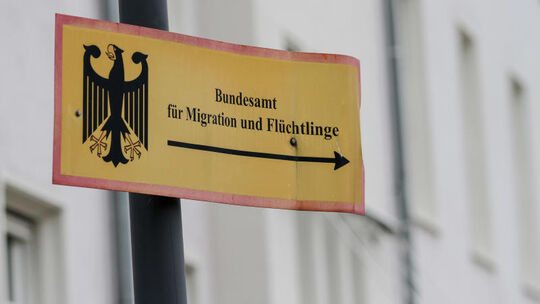 Bundesamt
für Migration und Flüchtlinge